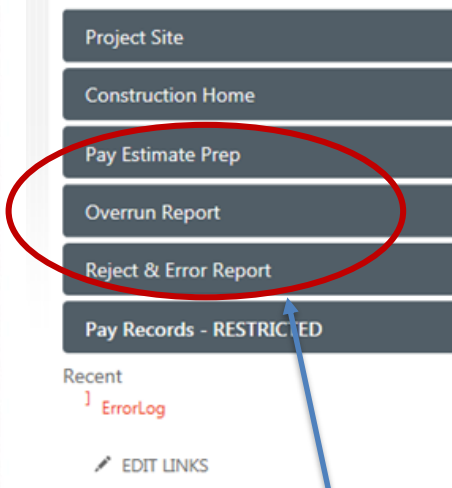 Project Site
Construction Home
Pay Estimate Prep
Overrun Report
Reject & Error Report
Pay Records - RESTRICTED
Recent
]
ErrorLog
EDIT LINKS